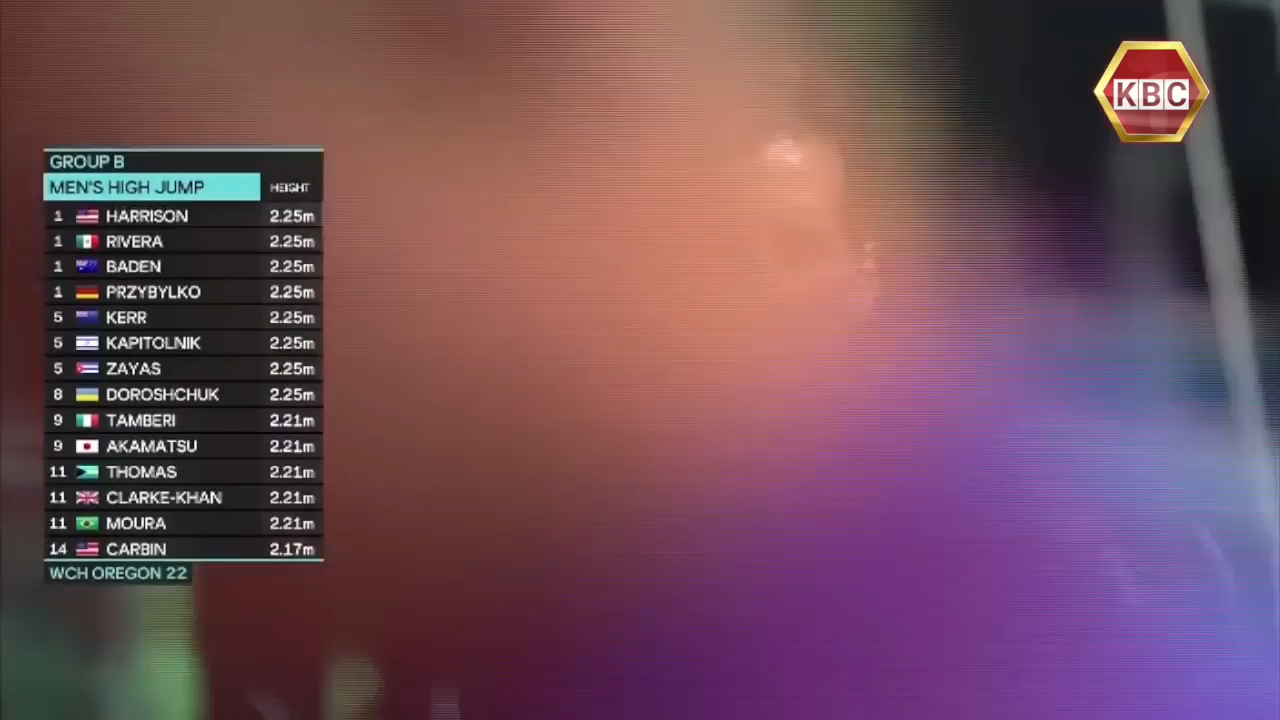 KBC
GROUP B
MEN'S HIGH JUMP HEIGHT
1 HARRISON 2.25m
1 RIVERA 2.25m
1 BADEN 2.25m
1 PRZYBYLKO 2.25m
5 KERR 2.25m
5 KAPITOLNIK 2.25m
5 ZAYAS 2.25m
8 DOROSHCHUK 2.25m
9 TAMBERI 2.21m
9 AKAMATSU 2.21m
11 THOMAS 2.21m
11 CLARKE-KHAN 2.21m
11 MOURA 2.21m
14 CARBIN 2.17m
WCH OREGON 22